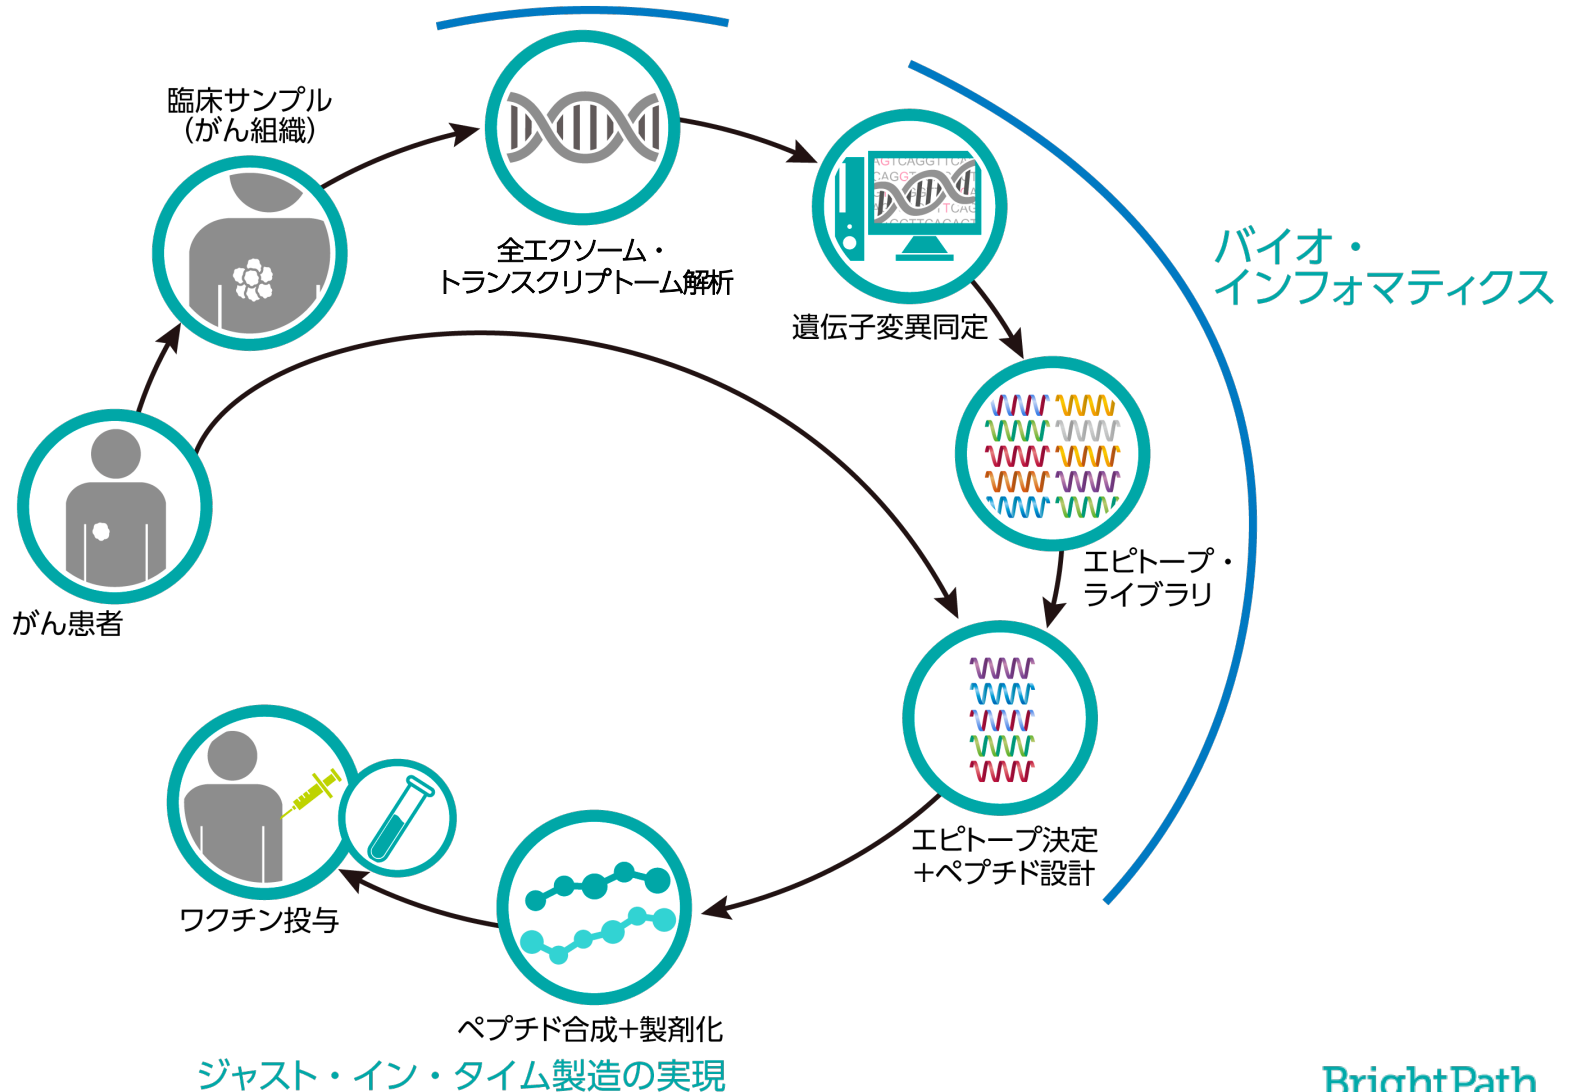 臨床サンプル
（がん組織）
全エクソーム・
トランスクリプトーム解析
遺伝子変異同定
バイオ・
インフォマティクス
エピトープ・
ライブラリ
がん患者
エピトープ決定
＋ペプチド設計
ワクチン投与
ペプチド合成＋製剤化
ジャスト・イン・タイム製造の実現
BrightPath